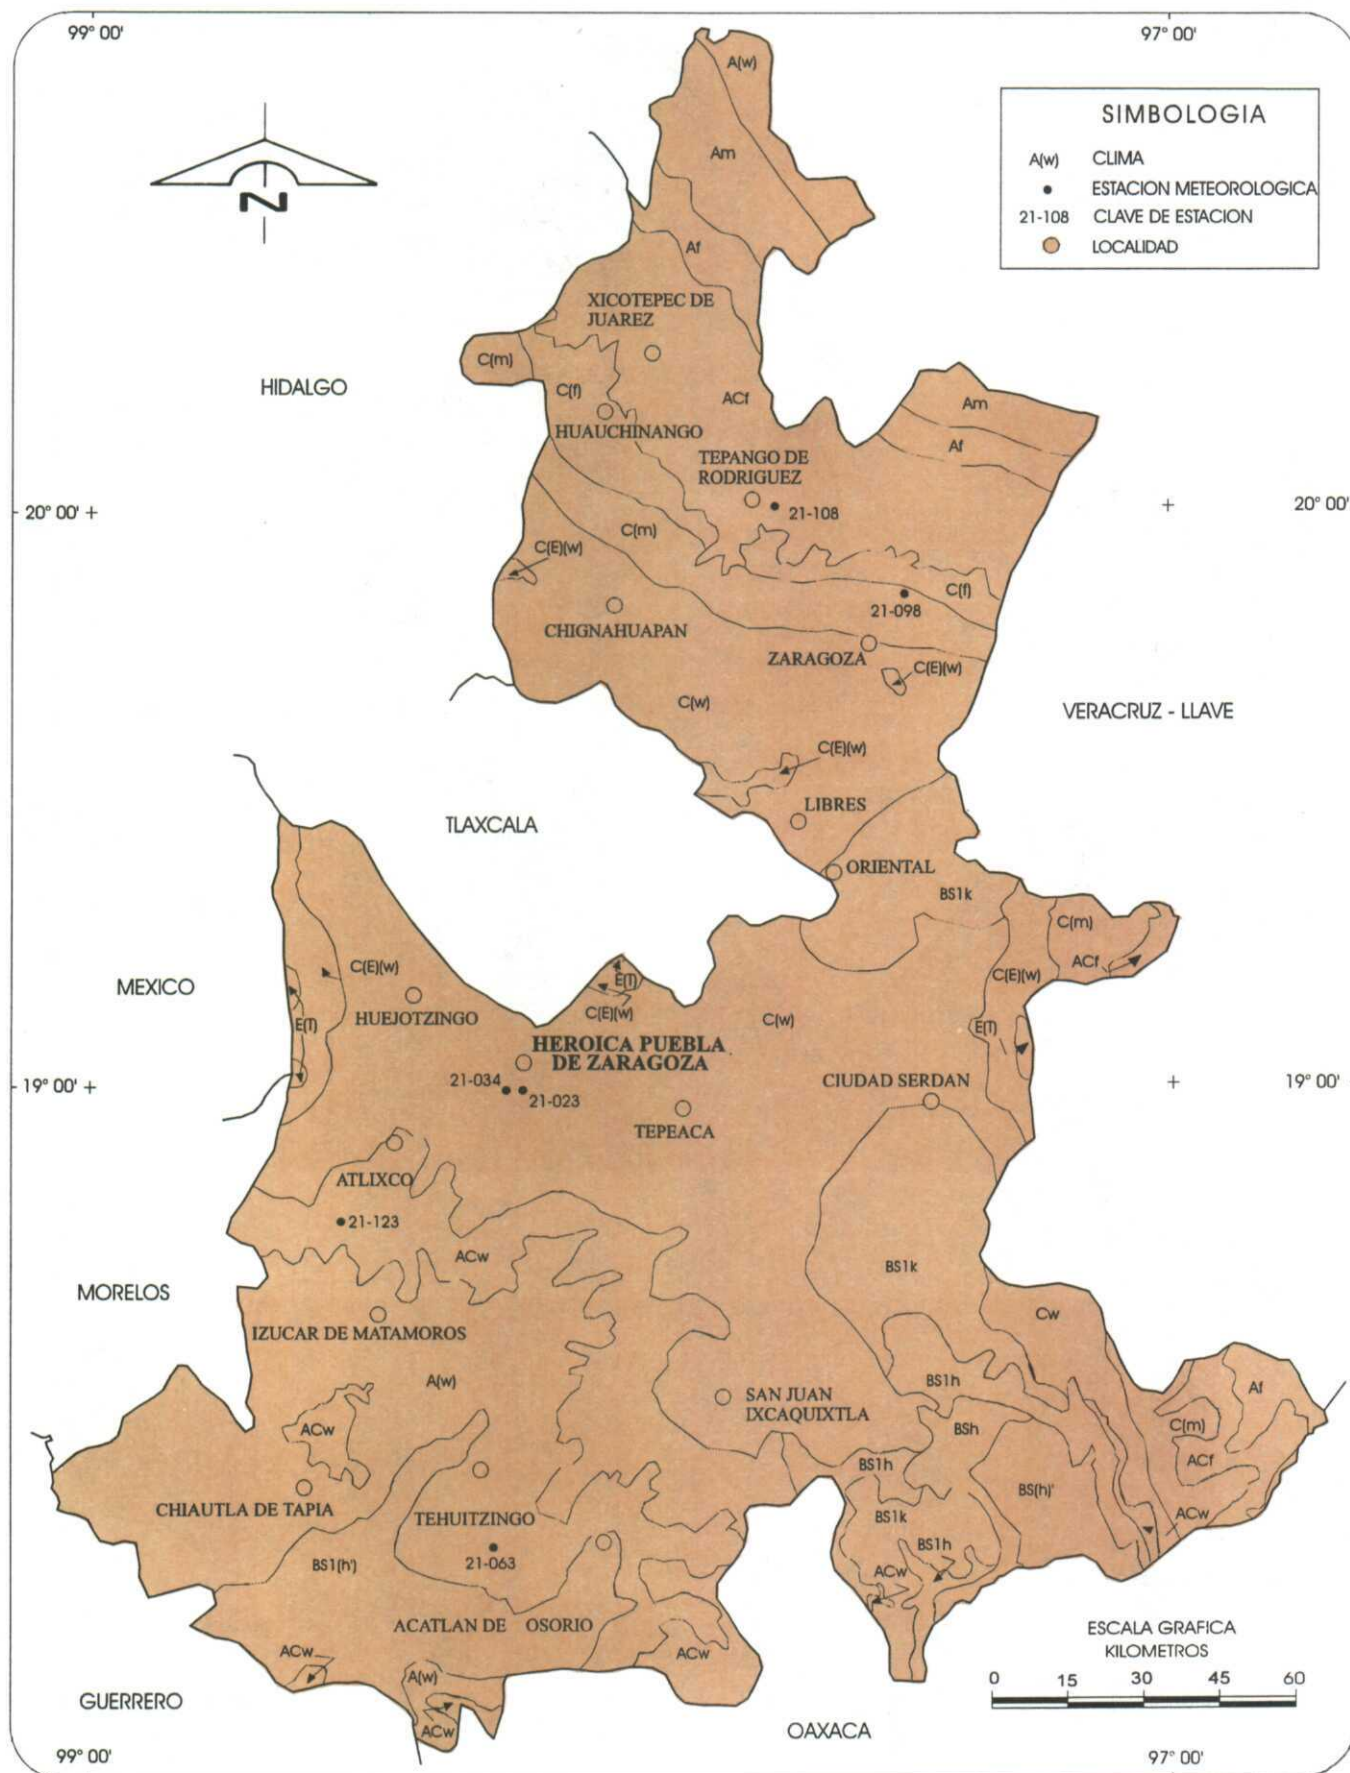 99° 00'
97° 00'
SIMBOLOGIA
A(w) CLIMA
ESTACION METEOROLOGICA
21-108 CLAVE DE ESTACION
LOCALIDAD
N
A(w)
Am
Af
XICOTEPEC DE
JUAREZ
C(m)
C(f)
ACf
HIDALGO
HUAUCHINANGO
Am
Af
TEPANGO DE
RODRIGUEZ
21-108
20° 00'
20° 00'
C(m)
C(E)(w)
C(f)
21-098
CHIGNAHUAPAN
ZARAGOZA
C(E)(w)
C(w)
VERACRUZ - LLAVE
C(E)(w)
LIBRES
TLAXCALA
ORIENTAL
BS1k
C(m)
ACf
C(E)(w)
C(E)(w)
MEXICO
E(T)
HUEJOTZINGO
E(T)
C(E)(w)
C(w)
E(T)
HEROICA PUEBLA
DE ZARAGOZA
21-034
21-023
CIUDAD SERDAN
19° 00'
19° 00'
TEPEACA
ATLIXCO
21-123
ACw
BS1k
MORELOS
Cw
IZUCAR DE MATAMOROS
A(w)
BS1h
Af
SAN JUAN
IXCAQUIXTLA
ACw
BSh
C(m)
ACf
BS1h
BS(h)'
CHIAUTLA DE TAPIA
TEHUITZINGO
BS1k
ACw
BS1h
21-063
BS1(h')
ACw
ACATLAN DE OSORIO
ACw
ACw
A(w)
ACw
ESCALA GRAFICA
KILOMETROS
0 15 30 45 60
GUERRERO
OAXACA
99° 00'
97° 00'